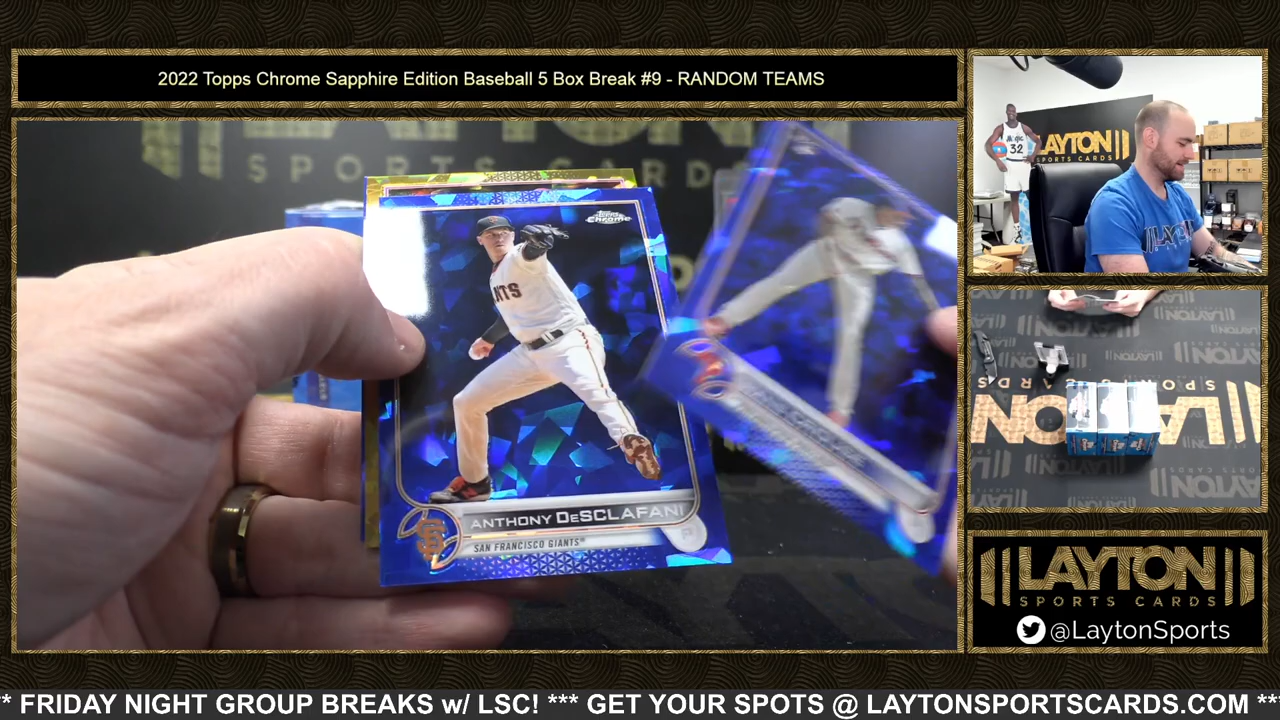 2022 Topps Chrome Sapphire Edition Baseball 5 Box Break #9 - RANDOM TEAMS
SPORTS CARDS
Topps Chrome
ANTHONY DeSCLAFANI
SAN FRANCISCO GIANTS®
32
LAYTON
SPORTS CARDS
LAYTON
SPORTS CARDS
@LaytonSports
** FRIDAY NIGHT GROUP BREAKS w/ LSC! *** GET YOUR SPOTS @ LAYTONSPORTSCARDS.COM **